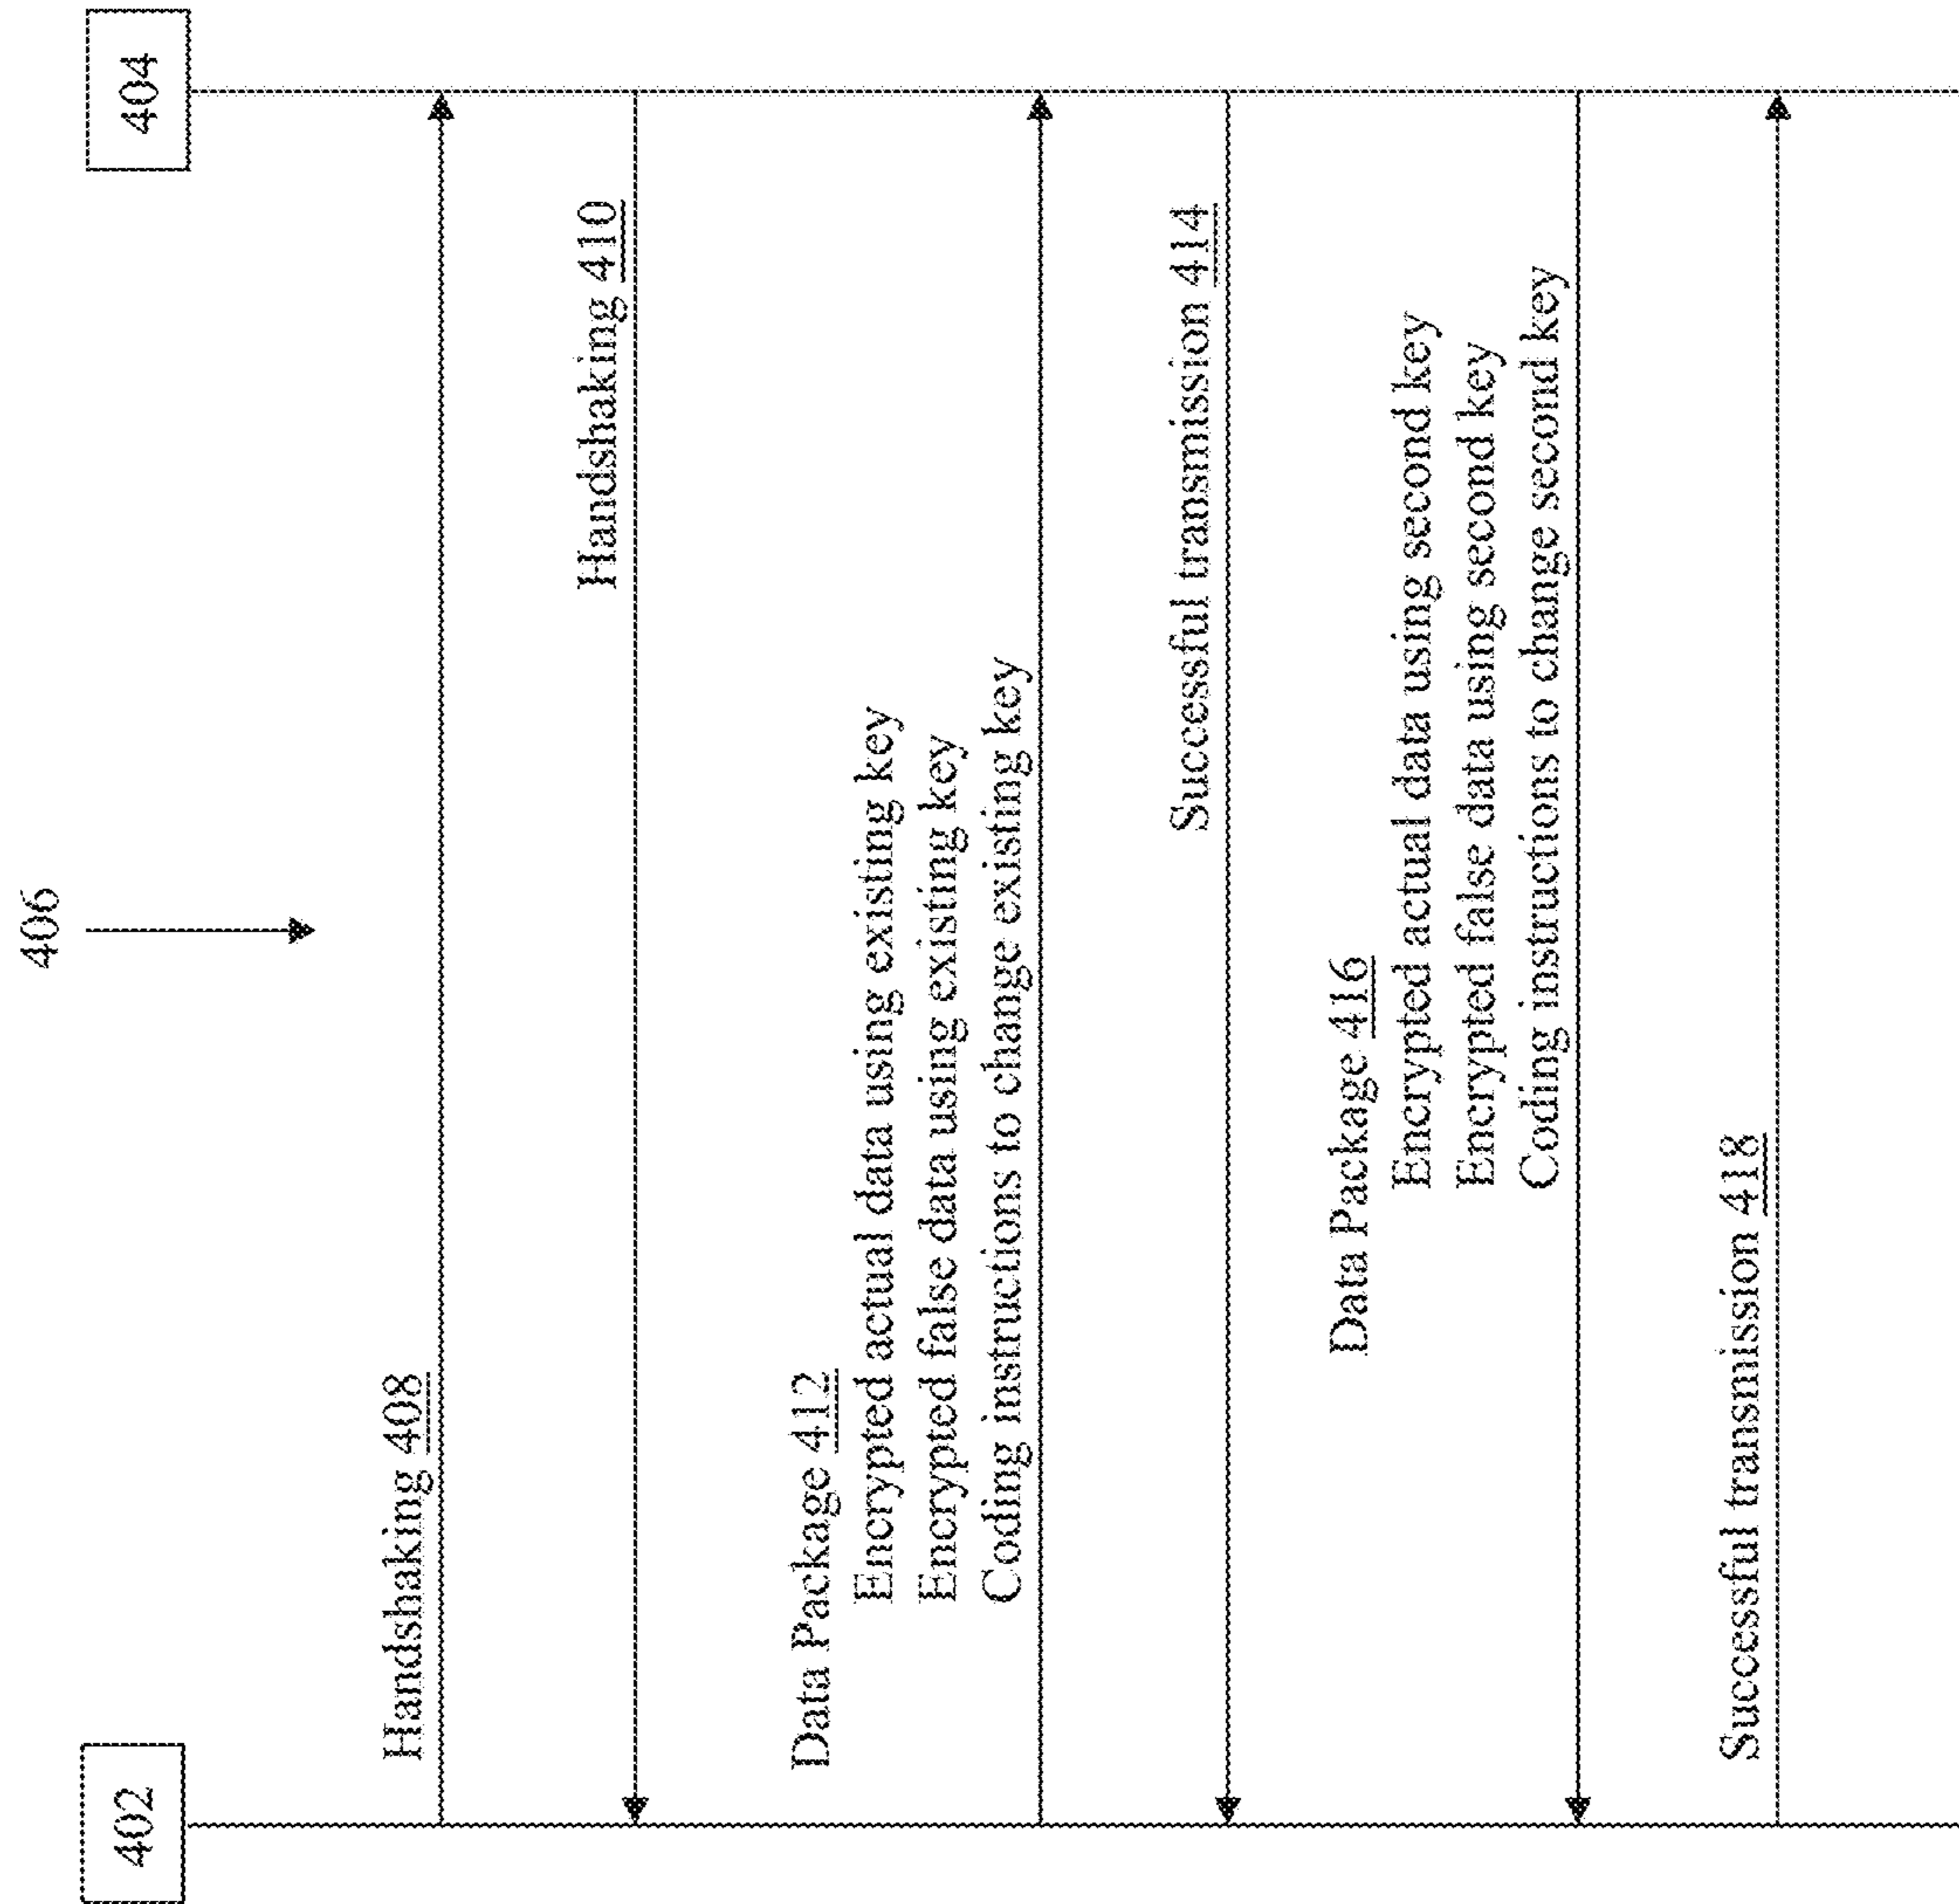 406
402
404
Handshaking 408
Handshaking 410
Data Package 412
Encrypted actual data using existing key
Encrypted false data using existing key
Coding instructions to change existing key
Successful transmission 414
Data Package 416
Encrypted actual data using second key
Encrypted false data using second key
Coding instructions to change second key
Successful transmission 418